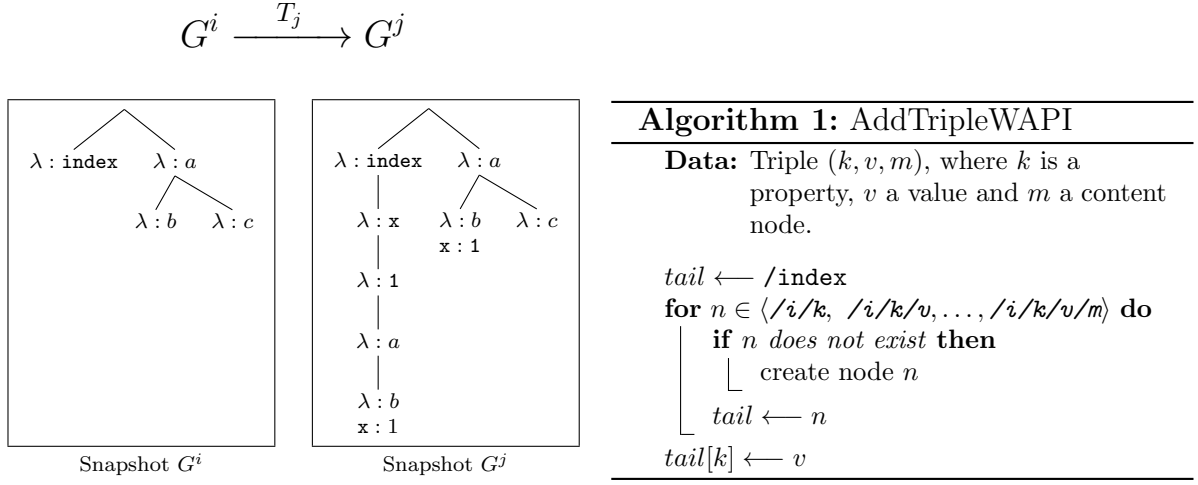 G^i T_j G^j
λ : index λ : a
λ : b λ : c
Snapshot G^i
λ : index λ : a
λ : x λ : b λ : c
x : 1
λ : 1
λ : a
λ : b
x : 1
Snapshot G^j
Algorithm 1: AddTripleWAPI
Data: Triple (k, v, m), where k is a
property, v a value and m a content
node.
tail ⟵ /index
for n ∈ ⟨/i/k, /i/k/v, . . . , /i/k/v/m⟩ do
if n does not exist then
create node n
tail ⟵ n
tail[k] ⟵ v